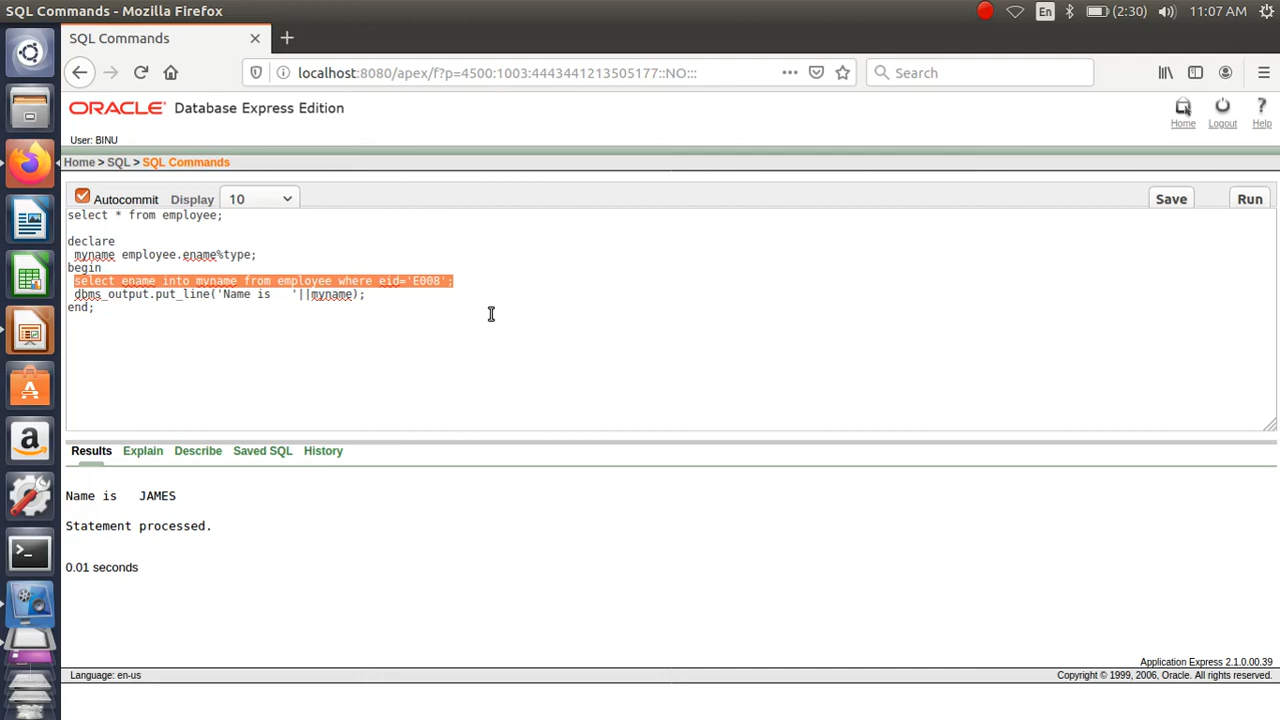 SQL Commands - Mozilla Firefox
En
(2:30)
11:07 AM
SQL Commands
localhost:8080/apex/f?p=4500:1003:4443441213505177::NO:::
Search
ORACLE Database Express Edition
Home
Logout
Help
User: BINU
Home > SQL > SQL Commands
Autocommit Display 10
Save
Run
select * from employee;
declare
myname employee.ename%type;
begin
select ename into myname from employee where eid='E008';
dbms_output.put_line('Name is   '||myname);
end;
Results Explain Describe Saved SQL History
Name is   JAMES
Statement processed.
0.01 seconds
Application Express 2.1.0.00.39
Language: en-us
Copyright © 1999, 2006, Oracle. All rights reserved.